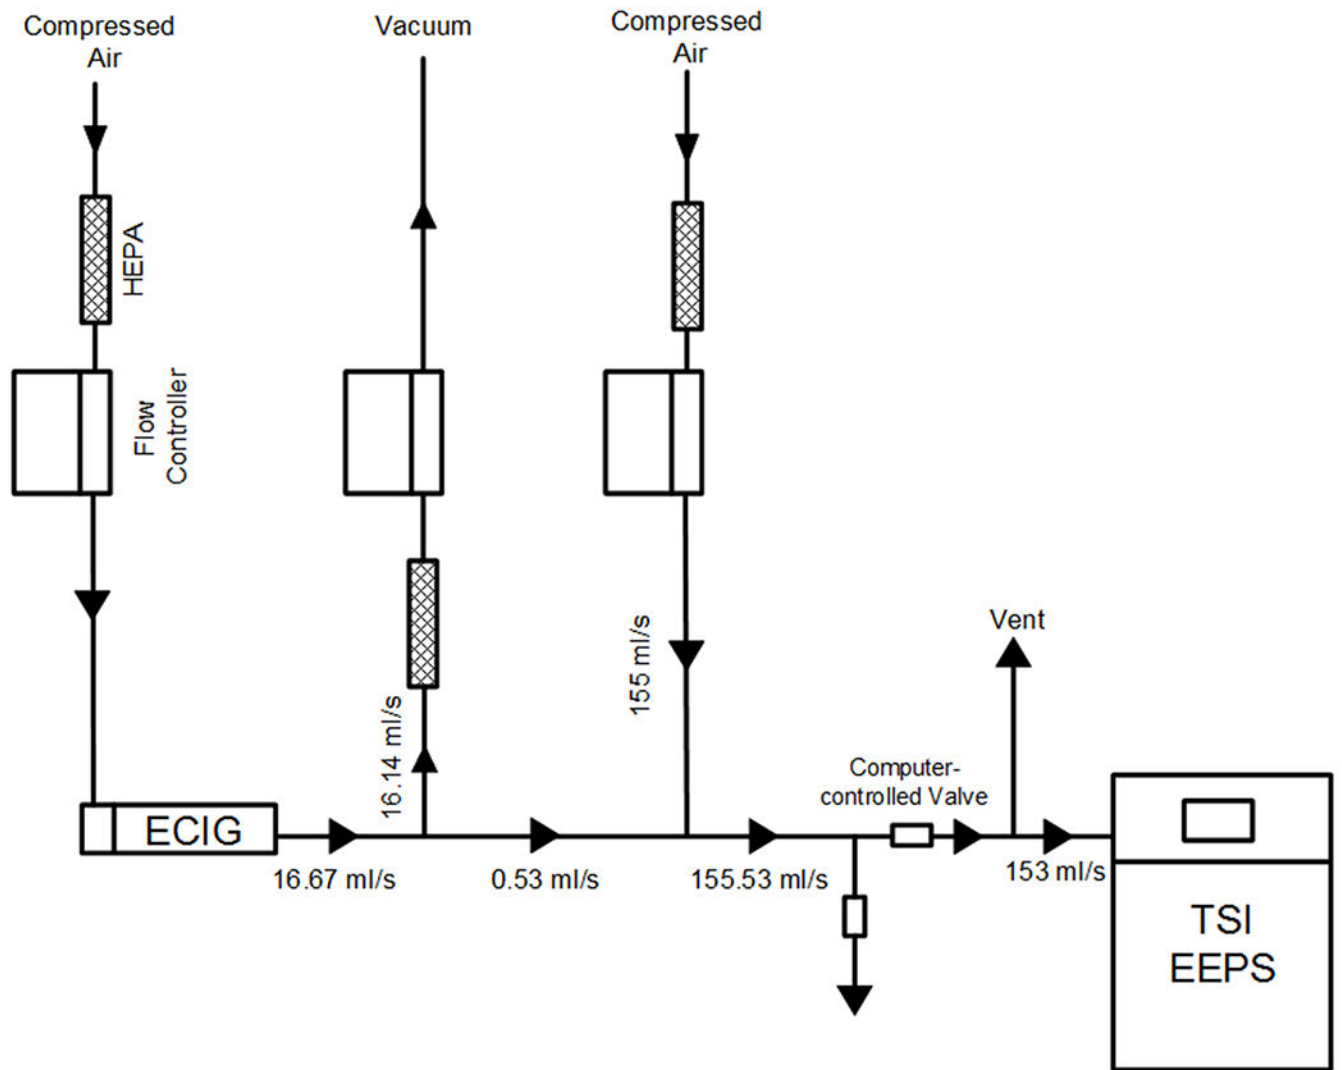 Compressed
Air
Vacuum
Compressed
Air
HEPA
Flow
Controller
16.14 ml/s
155 ml/s
Vent
Computer-
controlled Valve
ECIG
16.67 ml/s
0.53 ml/s
155.53 ml/s
153 ml/s
TSI
EEPS